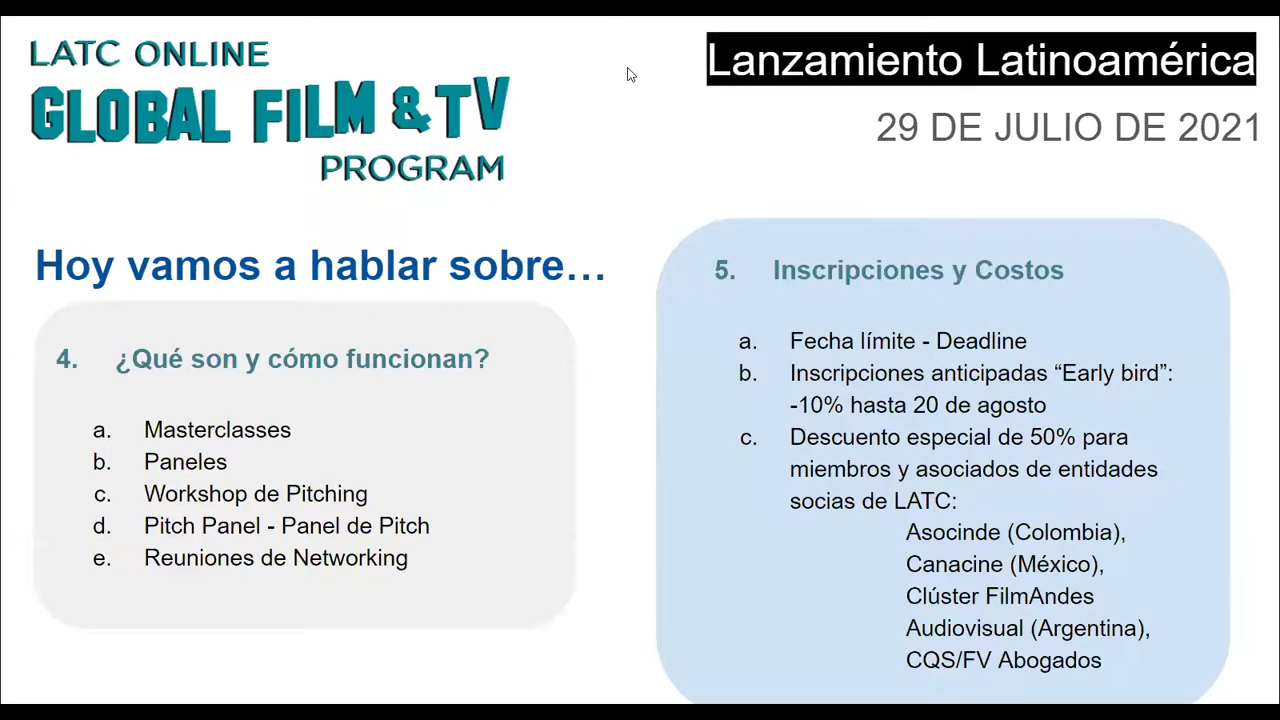 LATC ONLINE
GLOBAL FILM & TV
PROGRAM
Lanzamiento Latinoamérica
29 DE JULIO DE 2021
Hoy vamos a hablar sobre…
4. ¿Qué son y cómo funcionan?
a. Masterclasses
b. Paneles
c. Workshop de Pitching
d. Pitch Panel - Panel de Pitch
e. Reuniones de Networking
5. Inscripciones y Costos
a. Fecha límite - Deadline
b. Inscripciones anticipadas “Early bird”:
-10% hasta 20 de agosto
c. Descuento especial de 50% para
miembros y asociados de entidades
socias de LATC:
Asocinde (Colombia),
Canacine (México),
Clúster FilmAndes
Audiovisual (Argentina),
CQS/FV Abogados